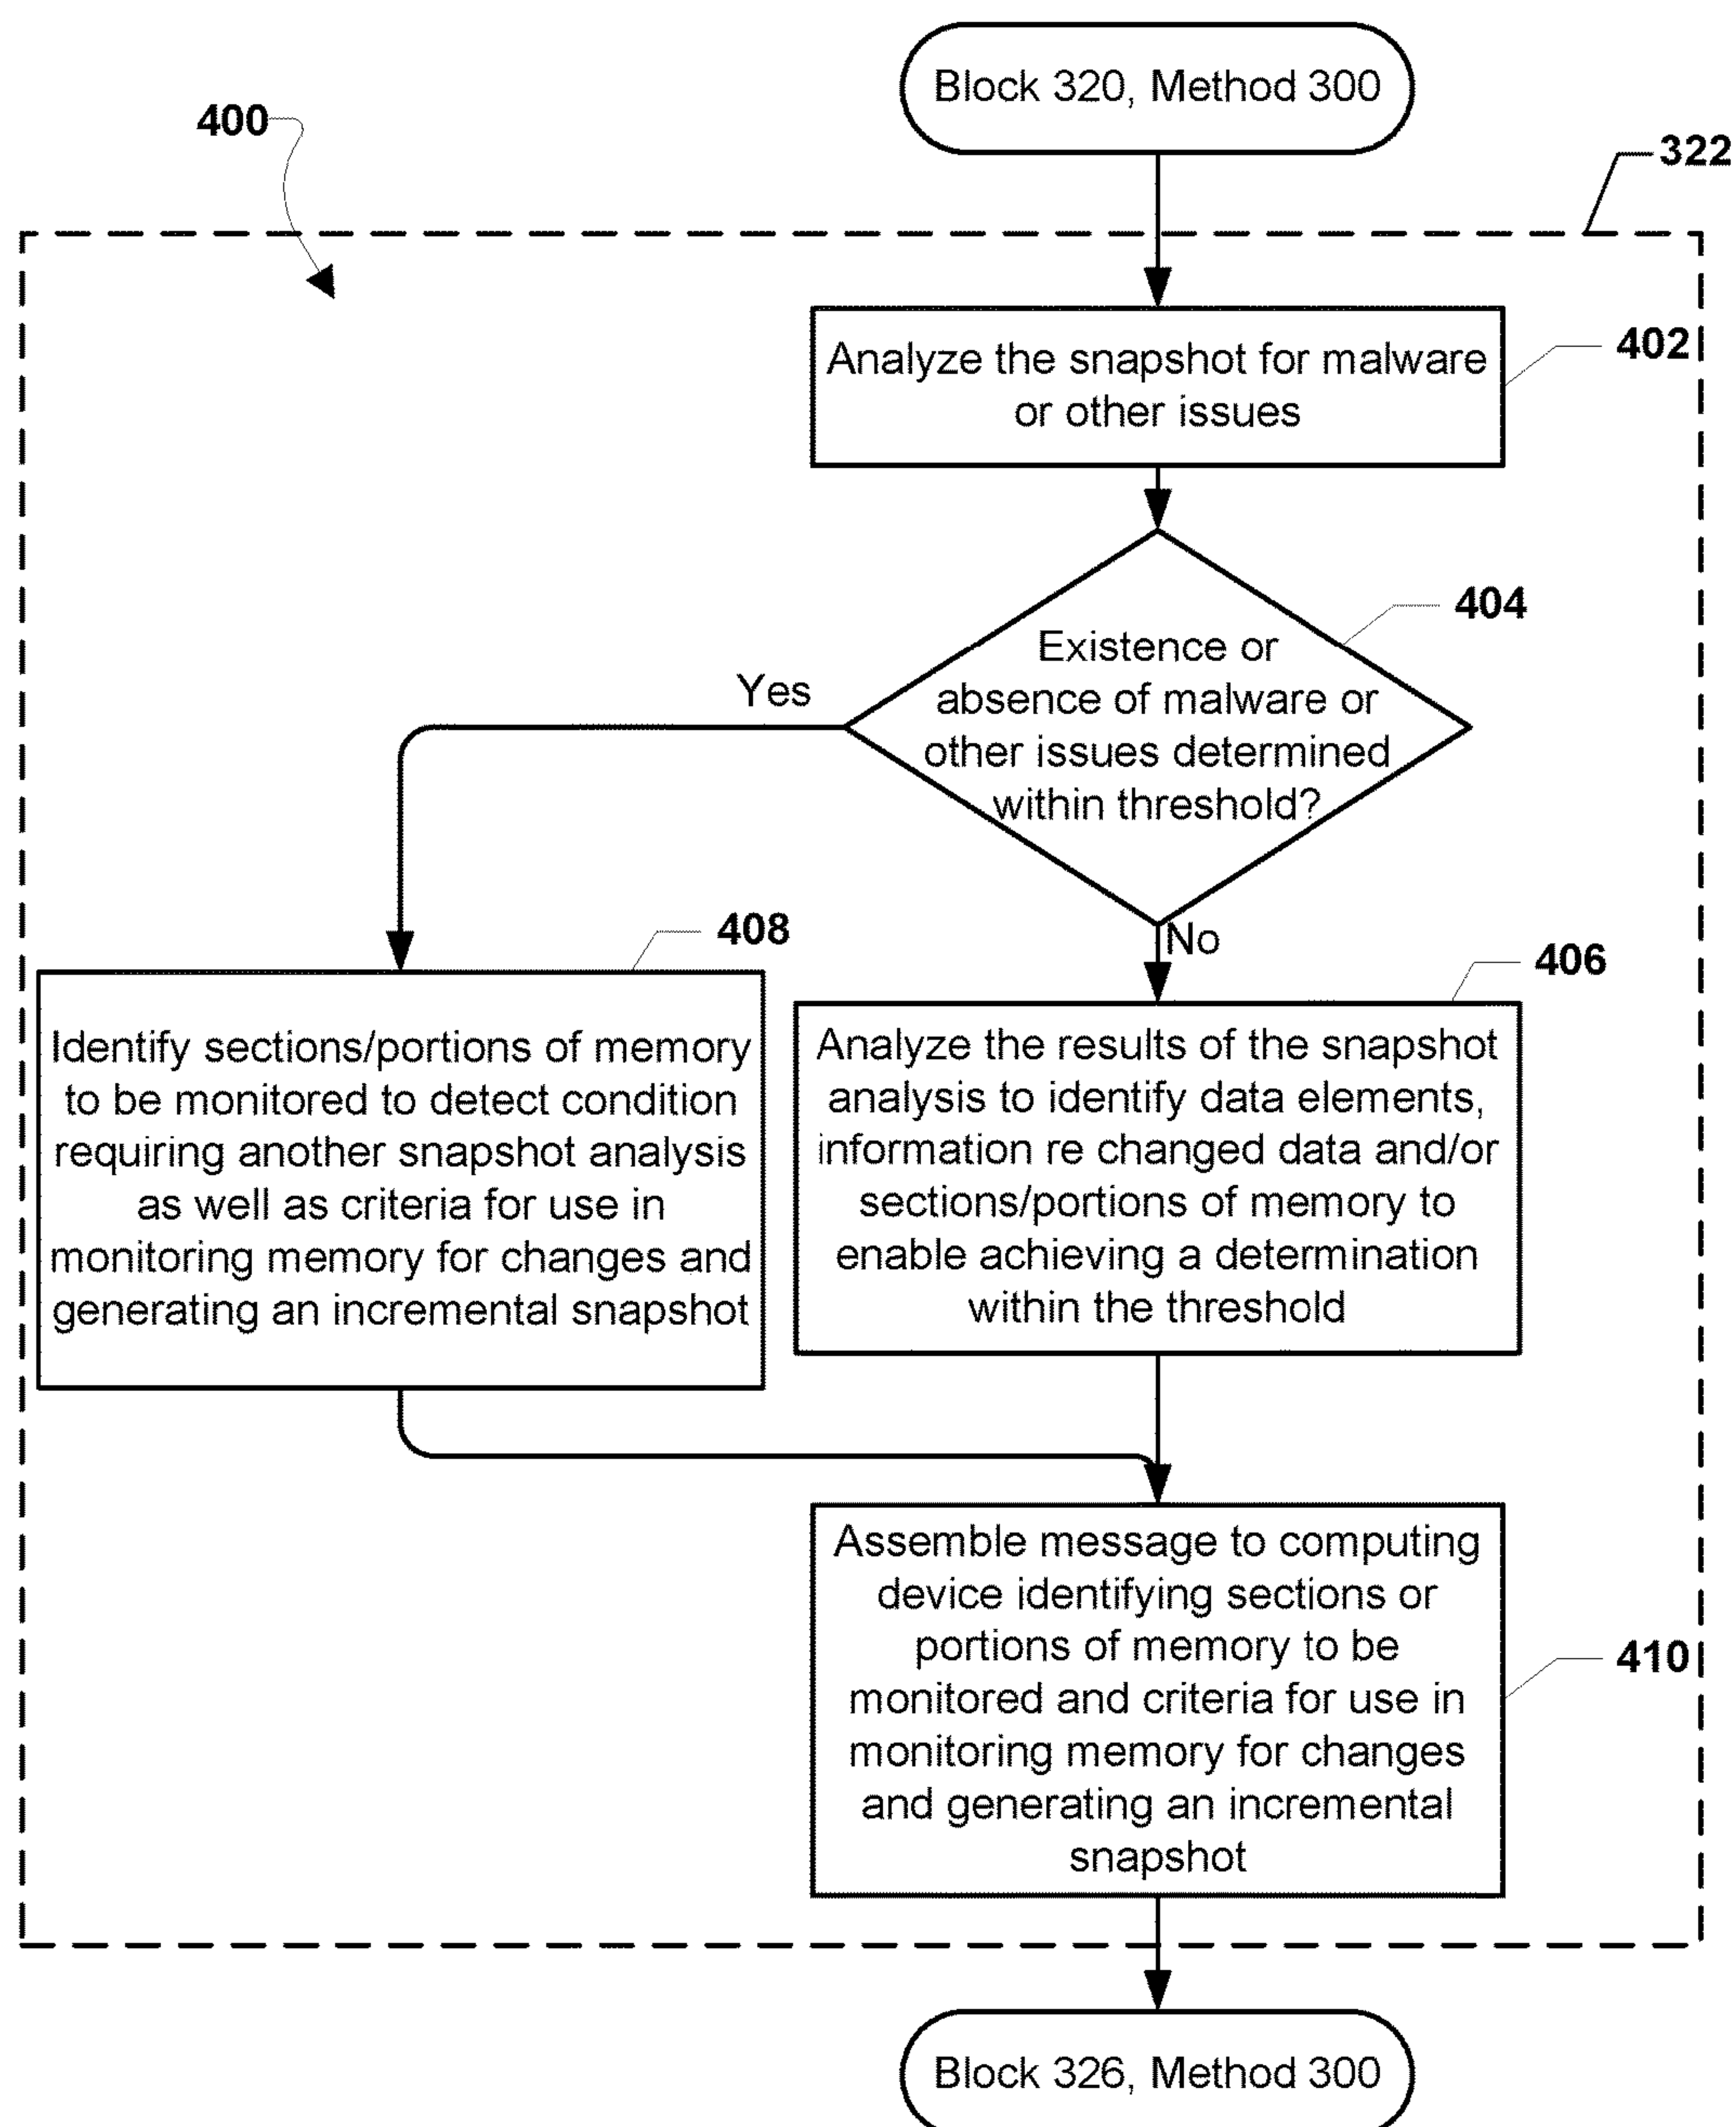 Block 320, Method 300
400
322
Analyze the snapshot for malware
or other issues
402
404
Existence or
absence of malware or
other issues determined
within threshold?
Yes
No
408
406
Identify sections/portions of memory
to be monitored to detect condition
requiring another snapshot analysis
as well as criteria for use in
monitoring memory for changes and
generating an incremental snapshot
Analyze the results of the snapshot
analysis to identify data elements,
information re changed data and/or
sections/portions of memory to
enable achieving a determination
within the threshold
Assemble message to computing
device identifying sections or
portions of memory to be
monitored and criteria for use in
monitoring memory for changes
and generating an incremental
snapshot
410
Block 326, Method 300